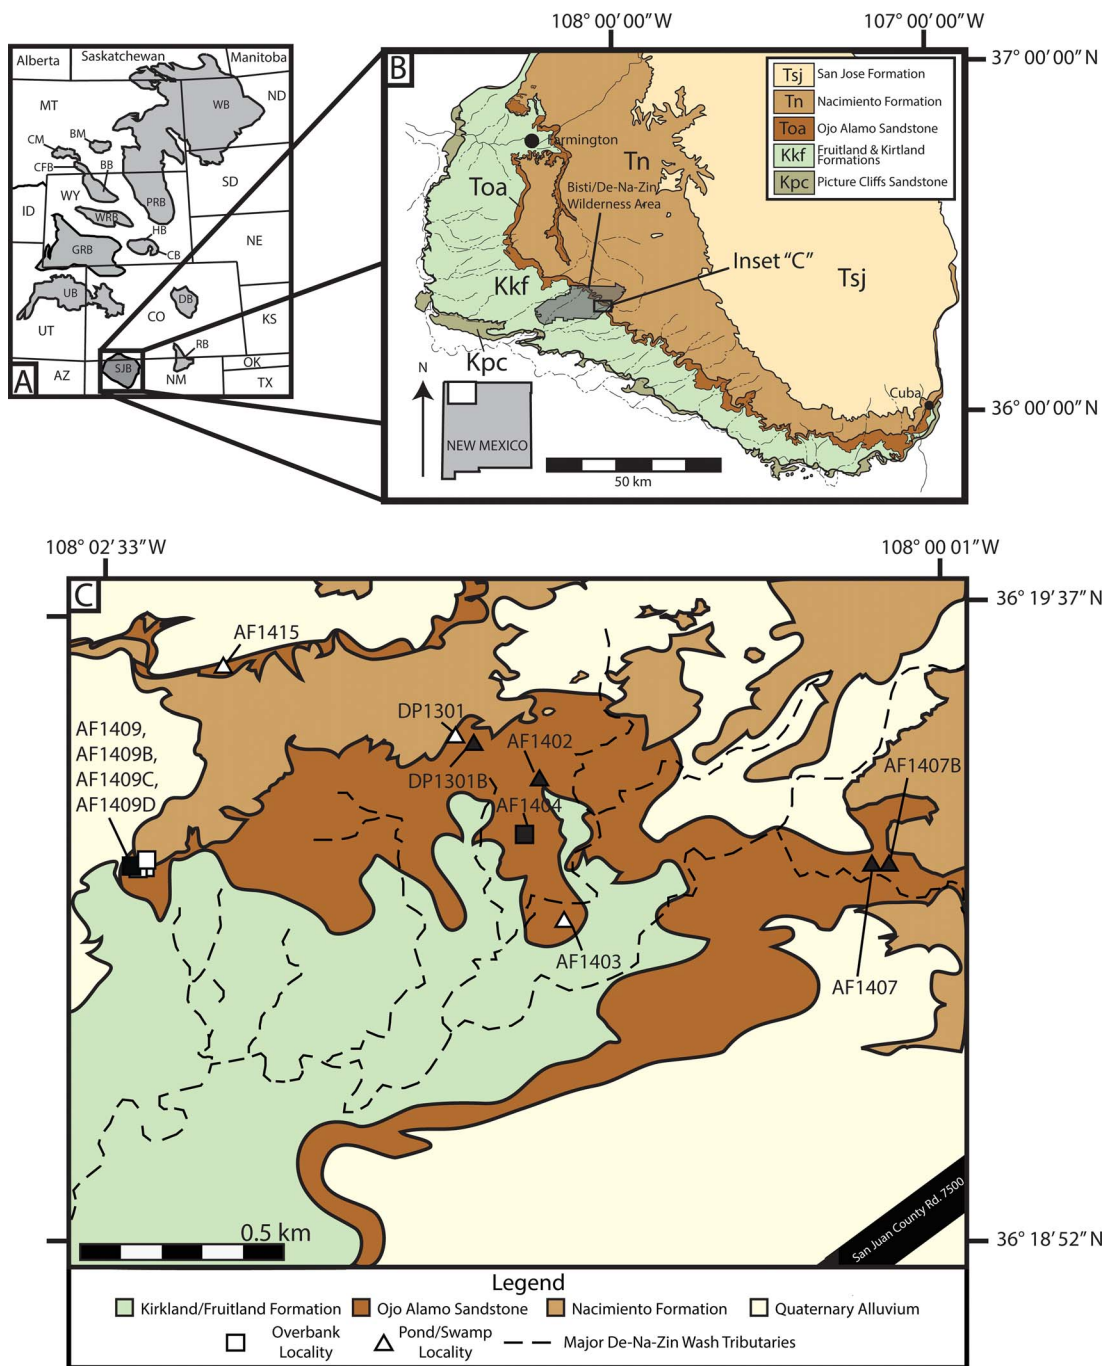 108° 00' 00" W
107° 00' 00" W
Alberta
Saskatchewan
Manitoba
MT
WB
ND
CM
BM
BB
CFB
SD
WY
PRB
ID
WRB
HB
NE
GRB
CB
UB
DB
CO
KS
UT
RB
SJB
OK
A
AZ
NM
TX
B
37° 00' 00" N
Tsj San Jose Formation
Tn Nacimiento Formation
Toa Ojo Alamo Sandstone
Kkf Fruitland & Kirtland
Formations
Kpc Picture Cliffs Sandstone
Farmington
Tn
Toa
Bisti/De-Na-Zin
Wilderness Area
Inset "C"
Tsj
Kkf
Kpc
N
Cuba
36° 00' 00" N
NEW MEXICO
50 km
108° 02' 33" W
108° 00' 01" W
C
36° 19' 37" N
AF1415
DP1301
AF1409,
AF1409B,
AF1409C,
AF1409D
AF1402
AF1407B
DP1301B
AF1404
AF1403
AF1407
0.5 km
San Juan County Rd. 7500
36° 18' 52" N
Legend
Kirkland/Fruitland Formation
Ojo Alamo Sandstone
Nacimiento Formation
Quaternary Alluvium
Overbank
Locality
Pond/Swamp
Locality
Major De-Na-Zin Wash Tributaries